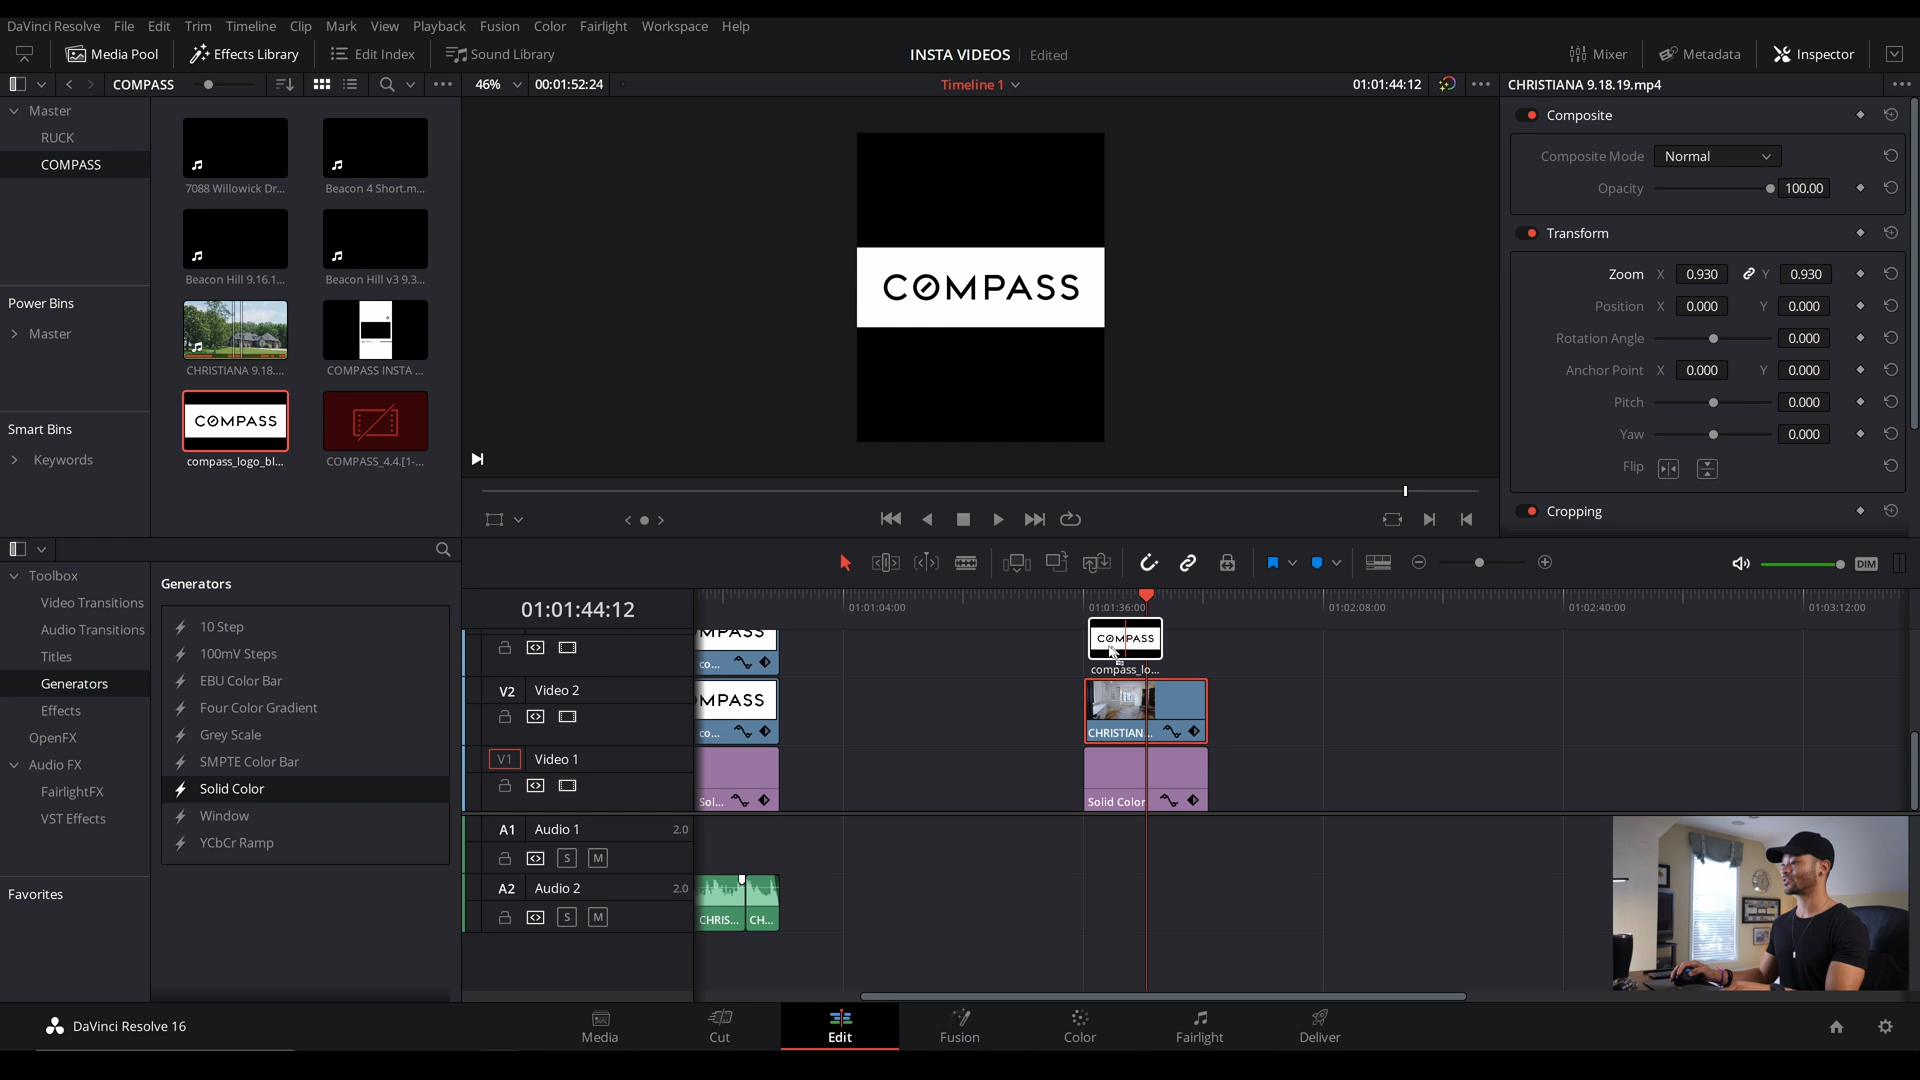 DaVinci Resolve File Edit Trim Timeline Clip Mark View Playback Fusion Color Fairlight Workspace Help
Media Pool Effects Library Edit Index Sound Library INSTA VIDEOS Edited Mixer Metadata Inspector
COMPASS 46% 00:01:52:24 Timeline 1 01:01:44:12 CHRISTIANA 9.18.19.mp4
Master
RUCK
COMPASS
Power Bins
Master
Smart Bins
Keywords
7088 Willowick Dr... Beacon 4 Short.m...
Beacon Hill 9.16.1... Beacon Hill v3 9.3...
CHRISTIANA 9.18.... COMPASS INSTA ...
COMPASS
compass_logo_bl... COMPASS_4.4.[1-...
COMPASS
Composite
Composite Mode Normal
Opacity 100.00
Transform
Zoom X 0.930 Y 0.930
Position X 0.000 Y 0.000
Rotation Angle 0.000
Anchor Point X 0.000 Y 0.000
Pitch 0.000
Yaw 0.000
Flip
Cropping
DIM
Toolbox
Video Transitions
Audio Transitions
Titles
Generators
Effects
OpenFX
Audio FX
FairlightFX
VST Effects
Favorites
Generators
10 Step
100mV Steps
EBU Color Bar
Four Color Gradient
Grey Scale
SMPTE Color Bar
Solid Color
Window
YCbCr Ramp
01:01:44:12 01:01:04:00 01:01:36:00 01:02:08:00 01:02:40:00 01:03:12:00
MPASS COMPASS
co... compass_lo...
V2 Video 2 OMPASS
co... CHRISTIAN...
V1 Video 1
Sol... Solid Color
A1 Audio 1 2.0
S M
A2 Audio 2 2.0
S M CHRIS... CH...
DaVinci Resolve 16 Media Cut Edit Fusion Color Fairlight Deliver